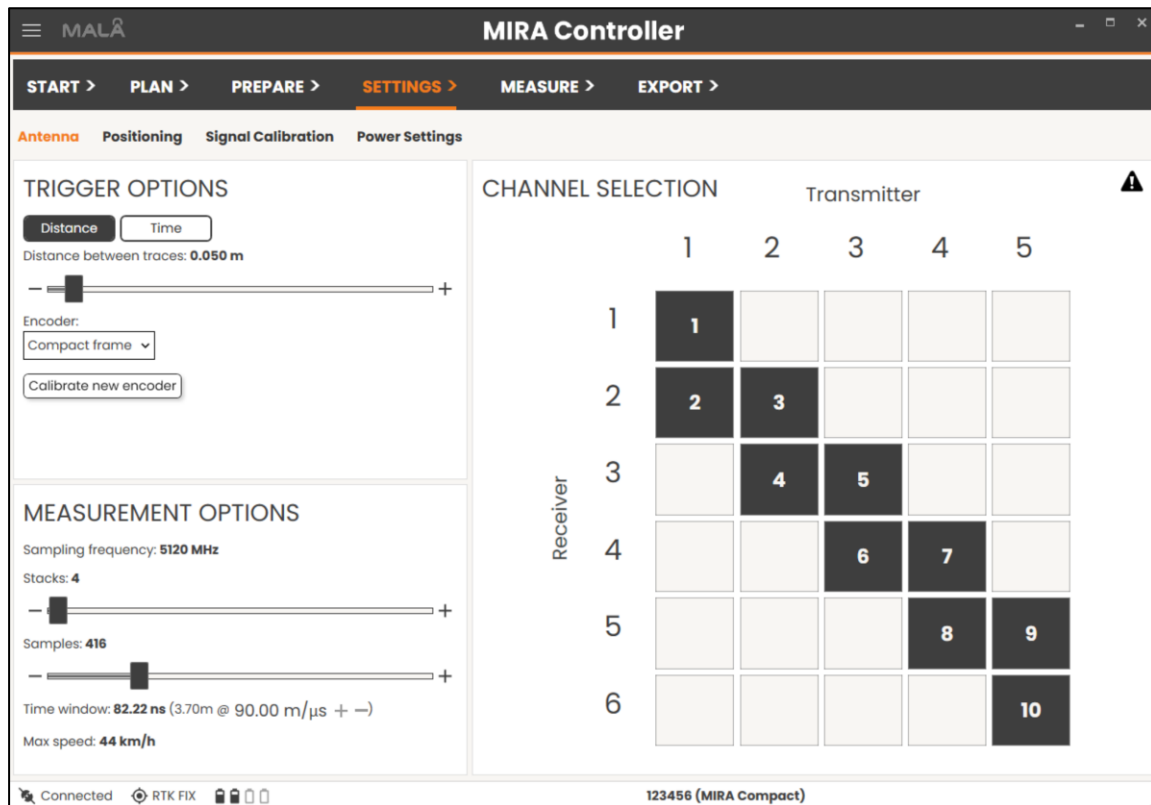 MALÅ
MIRA Controller
START >
PLAN >
PREPARE >
SETTINGS >
MEASURE >
EXPORT >
Antenna
Positioning
Signal Calibration
Power Settings
TRIGGER OPTIONS
Distance
Time
Distance between traces: 0.050 m
− +
Encoder:
Compact frame
Calibrate new encoder
MEASUREMENT OPTIONS
Sampling frequency: 5120 MHz
Stacks: 4
− +
Samples: 416
− +
Time window: 82.22 ns (3.70m @ 90.00 m/µs + −)
Max speed: 44 km/h
CHANNEL SELECTION
Transmitter
1 2 3 4 5
Receiver
1 1
2 2 3
3 4 5
4 6 7
5 8 9
6 10
Connected
RTK FIX
123456 (MIRA Compact)